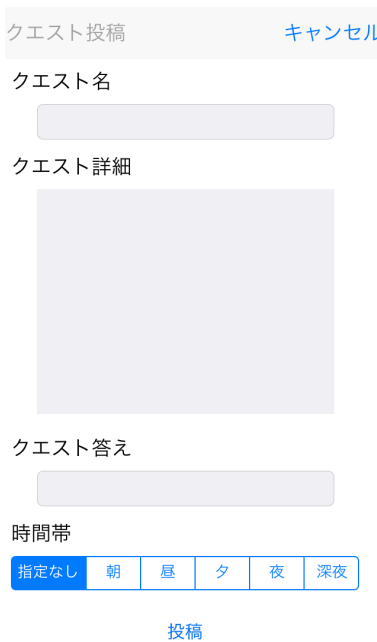 クエスト投稿 キャンセル
クエスト名
クエスト詳細
クエスト答え
時間帯
指定なし 朝 昼 夕 夜 深夜
投稿